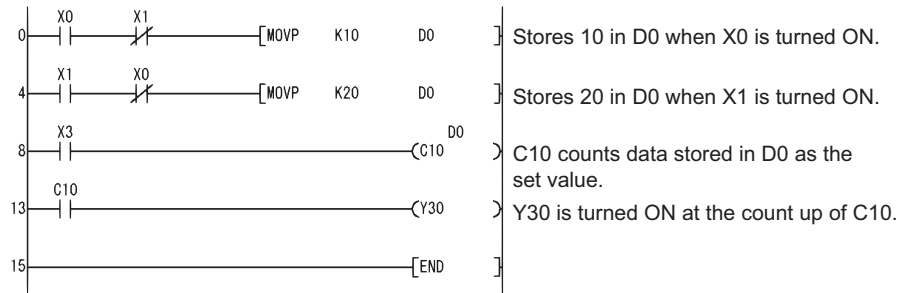 X0 X1
0 [MOVP K10 D0 ] Stores 10 in D0 when X0 is turned ON.
X1 X0
4 [MOVP K20 D0 ] Stores 20 in D0 when X1 is turned ON.
X3 D0
8 (C10 ) C10 counts data stored in D0 as the
set value.
C10
13 (Y30 ) Y30 is turned ON at the count up of C10.
15 [END ]